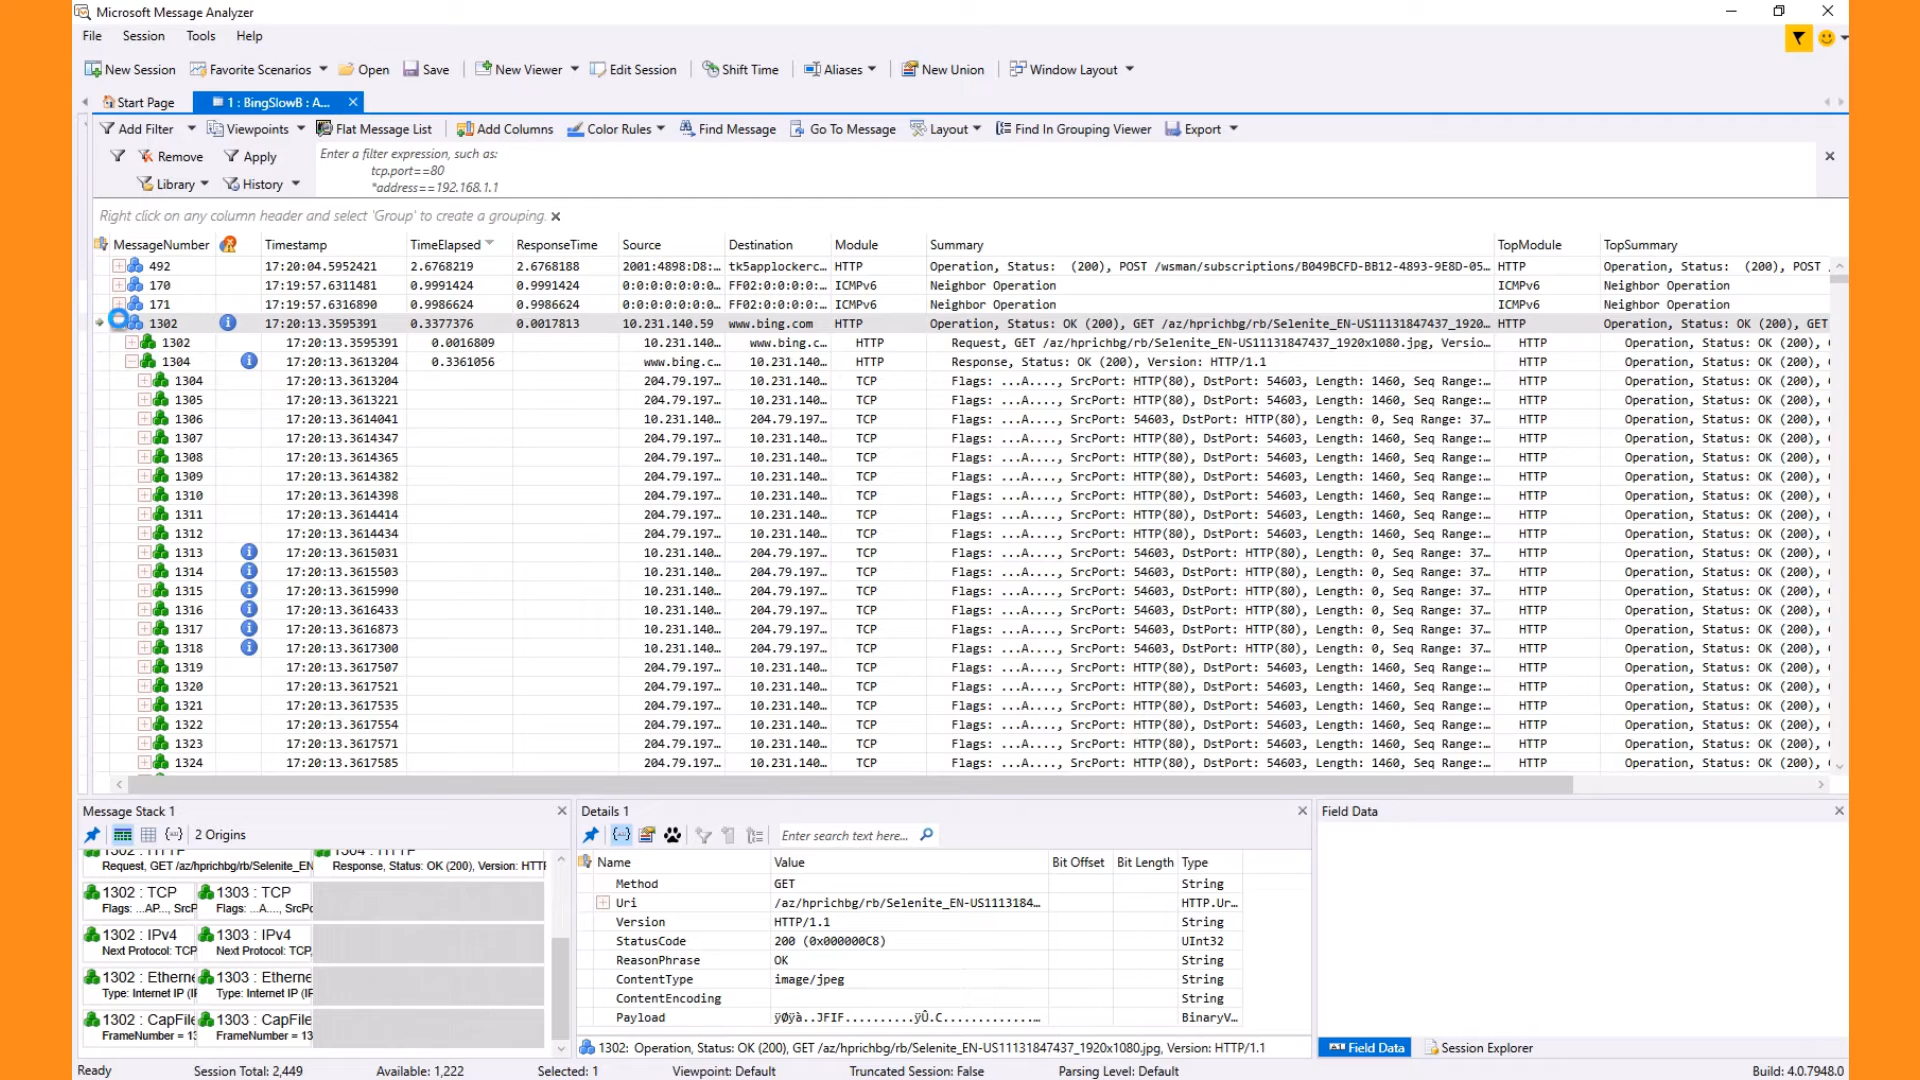 Microsoft Message Analyzer
File Session Tools Help
New Session Favorite Scenarios Open Save New Viewer Edit Session Shift Time Aliases New Union Window Layout
Start Page 1 : BingSlowB : A...
Add Filter Viewpoints Flat Message List Add Columns Color Rules Find Message Go To Message Layout Find In Grouping Viewer Export
Remove Apply
Library History
Enter a filter expression, such as:
tcp.port==80
*address==192.168.1.1
Right click on any column header and select 'Group' to create a grouping.
MessageNumber Timestamp TimeElapsed ResponseTime Source Destination Module Summary TopModule TopSummary
492 17:20:04.5952421 2.6768219 2.6768188 2001:4898:D8:... tk5applockerc... HTTP Operation, Status: (200), POST /wsman/subscriptions/B049BCFD-BB12-4893-9E8D-05... HTTP Operation, Status: (200), POST
170 17:19:57.6311481 0.9991424 0.9991424 0:0:0:0:0:0:0... FF02:0:0:0:0:... ICMPv6 Neighbor Operation ICMPv6 Neighbor Operation
171 17:19:57.6316890 0.9986624 0.9986624 0:0:0:0:0:0:0... FF02:0:0:0:0:... ICMPv6 Neighbor Operation ICMPv6 Neighbor Operation
1302 17:20:13.3595391 0.3377376 0.0017813 10.231.140.59 www.bing.com HTTP Operation, Status: OK (200), GET /az/hprichbg/rb/Selenite_EN-US11131847437_1920... HTTP Operation, Status: OK (200), GET
1302 17:20:13.3595391 0.0016809 10.231.140... www.bing.c... HTTP Request, GET /az/hprichbg/rb/Selenite_EN-US11131847437_1920x1080.jpg, Versio... HTTP Operation, Status: OK (200),
1304 17:20:13.3613204 0.3361056 www.bing.c... 10.231.140... HTTP Response, Status: OK (200), Version: HTTP/1.1 HTTP Operation, Status: OK (200),
1304 17:20:13.3613204 204.79.197... 10.231.140... TCP Flags: ...A...., SrcPort: HTTP(80), DstPort: 54603, Length: 1460, Seq Range:... HTTP Operation, Status: OK (200),
1305 17:20:13.3613221 204.79.197... 10.231.140... TCP Flags: ...A...., SrcPort: HTTP(80), DstPort: 54603, Length: 1460, Seq Range:... HTTP Operation, Status: OK (200),
1306 17:20:13.3614041 10.231.140... 204.79.197... TCP Flags: ...A...., SrcPort: 54603, DstPort: HTTP(80), Length: 0, Seq Range: 37... HTTP Operation, Status: OK (200),
1307 17:20:13.3614347 204.79.197... 10.231.140... TCP Flags: ...A...., SrcPort: HTTP(80), DstPort: 54603, Length: 1460, Seq Range:... HTTP Operation, Status: OK (200),
1308 17:20:13.3614365 204.79.197... 10.231.140... TCP Flags: ...A...., SrcPort: HTTP(80), DstPort: 54603, Length: 1460, Seq Range:... HTTP Operation, Status: OK (200),
1309 17:20:13.3614382 204.79.197... 10.231.140... TCP Flags: ...A...., SrcPort: HTTP(80), DstPort: 54603, Length: 1460, Seq Range:... HTTP Operation, Status: OK (200),
1310 17:20:13.3614398 204.79.197... 10.231.140... TCP Flags: ...A...., SrcPort: HTTP(80), DstPort: 54603, Length: 1460, Seq Range:... HTTP Operation, Status: OK (200),
1311 17:20:13.3614414 204.79.197... 10.231.140... TCP Flags: ...A...., SrcPort: HTTP(80), DstPort: 54603, Length: 1460, Seq Range:... HTTP Operation, Status: OK (200),
1312 17:20:13.3614434 204.79.197... 10.231.140... TCP Flags: ...A...., SrcPort: HTTP(80), DstPort: 54603, Length: 1460, Seq Range:... HTTP Operation, Status: OK (200),
1313 17:20:13.3615031 10.231.140... 204.79.197... TCP Flags: ...A...., SrcPort: 54603, DstPort: HTTP(80), Length: 0, Seq Range: 37... HTTP Operation, Status: OK (200),
1314 17:20:13.3615503 10.231.140... 204.79.197... TCP Flags: ...A...., SrcPort: 54603, DstPort: HTTP(80), Length: 0, Seq Range: 37... HTTP Operation, Status: OK (200),
1315 17:20:13.3615990 10.231.140... 204.79.197... TCP Flags: ...A...., SrcPort: 54603, DstPort: HTTP(80), Length: 0, Seq Range: 37... HTTP Operation, Status: OK (200),
1316 17:20:13.3616433 10.231.140... 204.79.197... TCP Flags: ...A...., SrcPort: 54603, DstPort: HTTP(80), Length: 0, Seq Range: 37... HTTP Operation, Status: OK (200),
1317 17:20:13.3616873 10.231.140... 204.79.197... TCP Flags: ...A...., SrcPort: 54603, DstPort: HTTP(80), Length: 0, Seq Range: 37... HTTP Operation, Status: OK (200),
1318 17:20:13.3617300 10.231.140... 204.79.197... TCP Flags: ...A...., SrcPort: 54603, DstPort: HTTP(80), Length: 0, Seq Range: 37... HTTP Operation, Status: OK (200),
1319 17:20:13.3617507 204.79.197... 10.231.140... TCP Flags: ...A...., SrcPort: HTTP(80), DstPort: 54603, Length: 1460, Seq Range:... HTTP Operation, Status: OK (200),
1320 17:20:13.3617521 204.79.197... 10.231.140... TCP Flags: ...A...., SrcPort: HTTP(80), DstPort: 54603, Length: 1460, Seq Range:... HTTP Operation, Status: OK (200),
1321 17:20:13.3617535 204.79.197... 10.231.140... TCP Flags: ...A...., SrcPort: HTTP(80), DstPort: 54603, Length: 1460, Seq Range:... HTTP Operation, Status: OK (200),
1322 17:20:13.3617554 204.79.197... 10.231.140... TCP Flags: ...A...., SrcPort: HTTP(80), DstPort: 54603, Length: 1460, Seq Range:... HTTP Operation, Status: OK (200),
1323 17:20:13.3617571 204.79.197... 10.231.140... TCP Flags: ...A...., SrcPort: HTTP(80), DstPort: 54603, Length: 1460, Seq Range:... HTTP Operation, Status: OK (200),
1324 17:20:13.3617585 204.79.197... 10.231.140... TCP Flags: ...A...., SrcPort: HTTP(80), DstPort: 54603, Length: 1460, Seq Range:... HTTP Operation, Status: OK (200),
Message Stack 1
2 Origins
1302 : HTTP 1304 : HTTP
Request, GET /az/hprichbg/rb/Selenite_EN Response, Status: OK (200), Version: HTT
1302 : TCP 1303 : TCP
Flags: ...AP..., SrcP Flags: ...A...., SrcPo
1302 : IPv4 1303 : IPv4
Next Protocol: TCP Next Protocol: TCP,
1302 : Etherne 1303 : Etherne
Type: Internet IP (I Type: Internet IP (I
1302 : CapFile 1303 : CapFile
FrameNumber = 13 FrameNumber = 13
Details 1
Enter search text here...
Name Value Bit Offset Bit Length Type
Method GET String
Uri /az/hprichbg/rb/Selenite_EN-US1113184... HTTP.Ur...
Version HTTP/1.1 String
StatusCode 200 (0x000000C8) UInt32
ReasonPhrase OK String
ContentType image/jpeg String
ContentEncoding String
Payload ÿØÿà..JFIF..........ÿÛ.C.............. BinaryV...
1302: Operation, Status: OK (200), GET /az/hprichbg/rb/Selenite_EN-US11131847437_1920x1080.jpg, Version: HTTP/1.1
Field Data
Field Data Session Explorer
Ready Session Total: 2,449 Available: 1,222 Selected: 1 Viewpoint: Default Truncated Session: False Parsing Level: Default Build: 4.0.7948.0